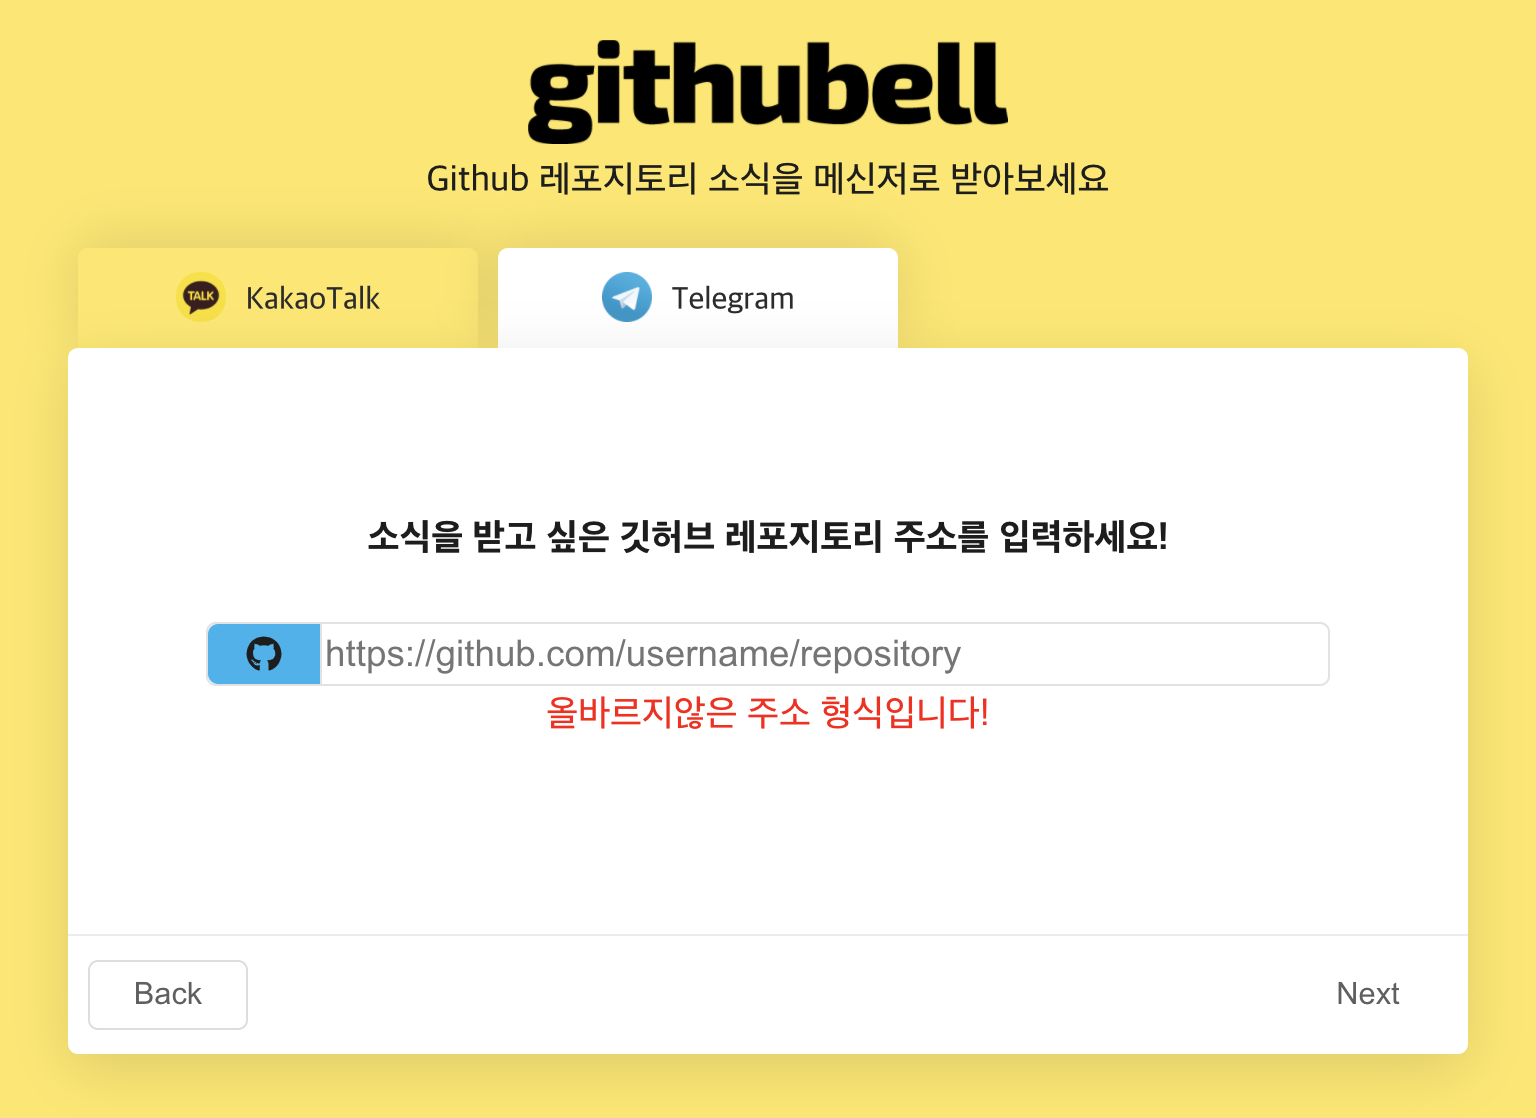 githubell
Github 레포지토리 소식을 메신저로 받아보세요
TALK KakaoTalk
Telegram
소식을 받고 싶은 깃허브 레포지토리 주소를 입력하세요!
https://github.com/username/repository
올바르지않은 주소 형식입니다!
Back
Next